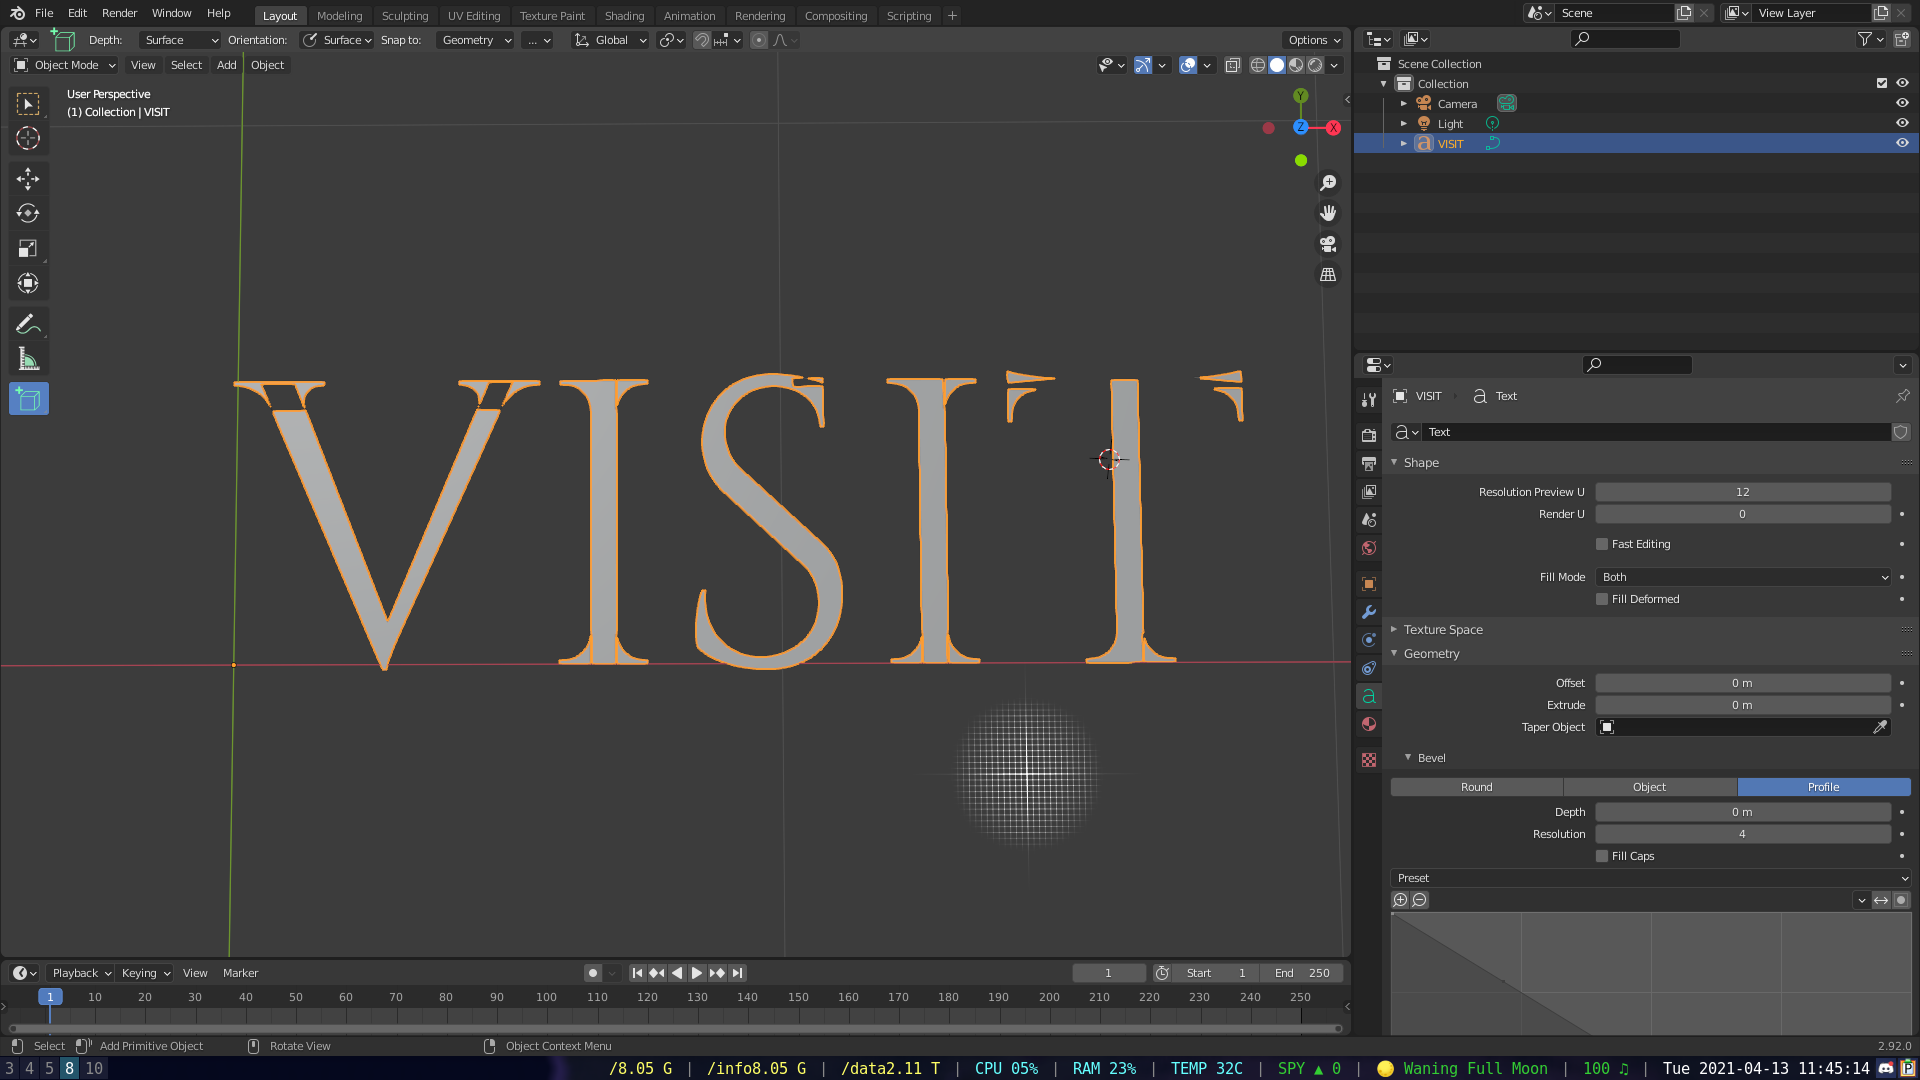 File Edit Render Window Help Layout Modeling Sculpting UV Editing Texture Paint Shading Animation Rendering Compositing Scripting + Scene View Layer
Depth: Surface Orientation: Surface Snap to: Geometry ... Global Options
Object Mode View Select Add Object
User Perspective
(1) Collection | VISIT
Y
Z X
VISIT
Scene Collection
Collection
Camera
Light
VISIT
VISIT Text
Text
Shape
Resolution Preview U 12
Render U 0
Fast Editing
Fill Mode Both
Fill Deformed
Texture Space
Geometry
Offset 0 m
Extrude 0 m
Taper Object
Bevel
Round Object Profile
Depth 0 m
Resolution 4
Fill Caps
Preset
Playback Keying View Marker 1 Start 1 End 250
1 10 20 30 40 50 60 70 80 90 100 110 120 130 140 150 160 170 180 190 200 210 220 230 240 250
Select Add Primitive Object Rotate View Object Context Menu 2.92.0
3 4 5 8 10 /8.05 G | /info8.05 G | /data2.11 T | CPU 05% | RAM 23% | TEMP 32C | SPY ▲ 0 | Waning Full Moon | 100 ♫ | Tue 2021-04-13 11:45:14